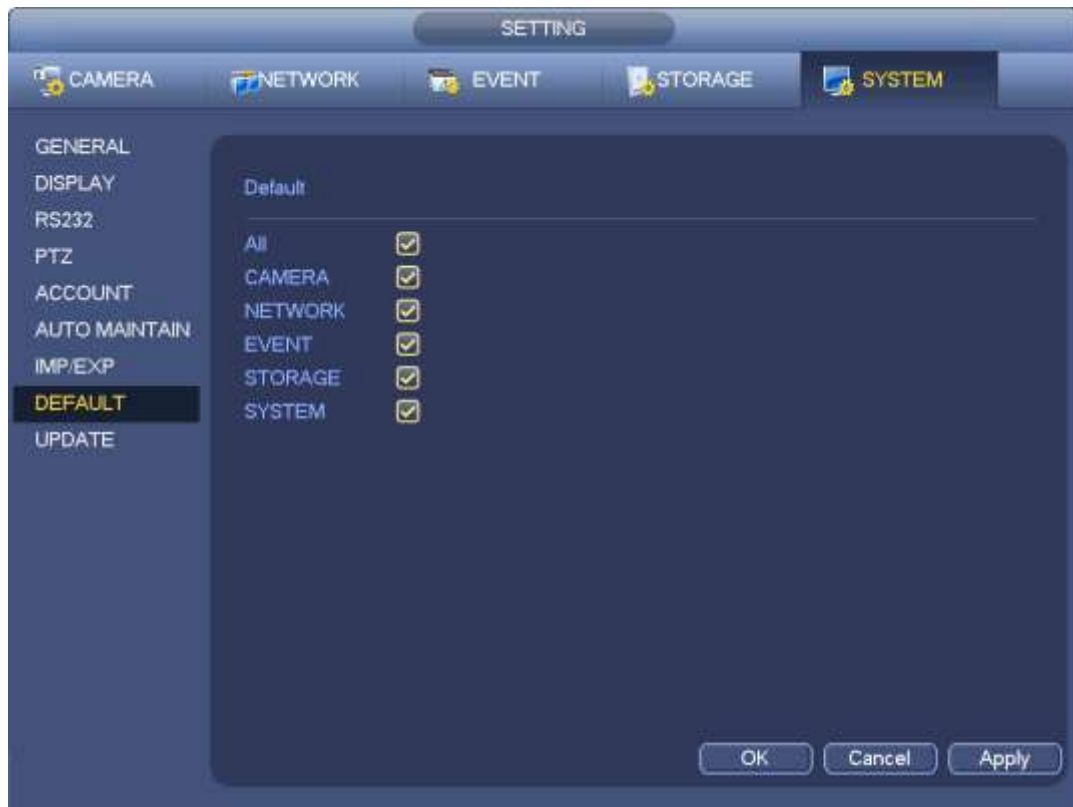 SETTING
CAMERA NETWORK EVENT STORAGE SYSTEM
GENERAL
DISPLAY
RS232
PTZ
ACCOUNT
AUTO MAINTAIN
IMP/EXP
DEFAULT
UPDATE
Default
All
CAMERA
NETWORK
EVENT
STORAGE
SYSTEM
OK Cancel Apply